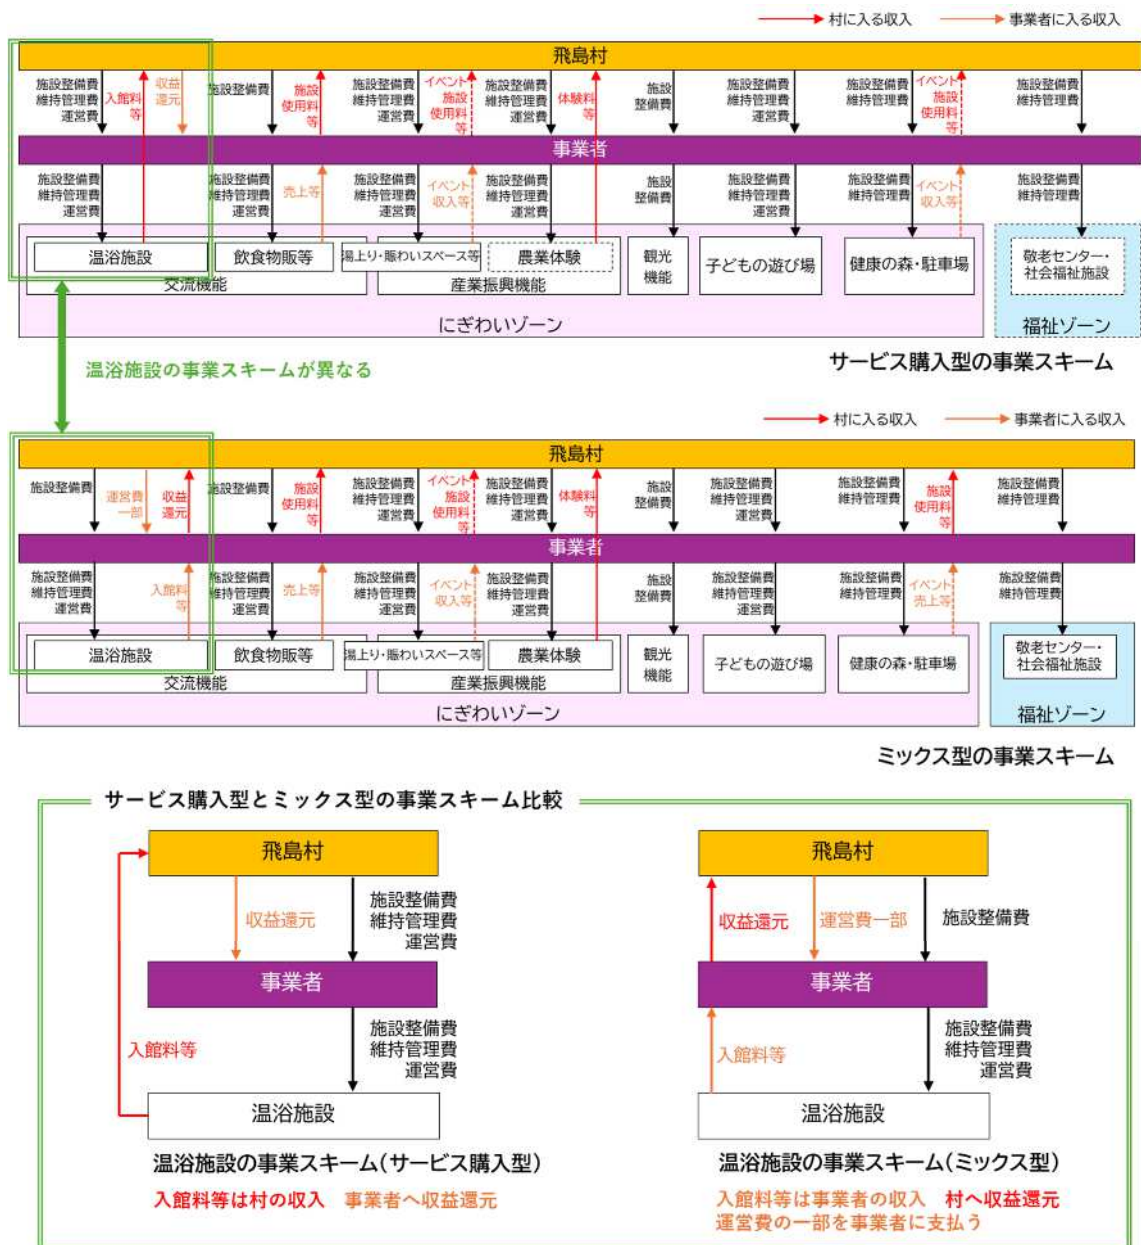 村に入る収入 事業者に入る収入
飛島村
施設整備費
維持管理費
運営費
入館料
等
収益
還元
施設整備費
施設
使用料
等
施設整備費
維持管理費
運営費
イベント
施設
使用料
等
施設整備費
維持管理費
運営費
体験料
等
施設
整備費
施設整備費
維持管理費
運営費
施設整備費
維持管理費
イベント
施設
使用料
等
施設整備費
維持管理費
事業者
施設整備費
維持管理費
運営費
施設整備費
維持管理費
運営費
売上等
施設整備費
維持管理費
運営費
イベント
収入等
施設整備費
維持管理費
運営費
施設
整備費
施設整備費
維持管理費
運営費
施設整備費
維持管理費
イベント
収入等
施設整備費
維持管理費
温浴施設
飲食物販等
湯上り・賑わいスペース等
農業体験
観光
機能
子どもの遊び場
健康の森・駐車場
敬老センター・
社会福祉施設
交流機能
産業振興機能
にぎわいゾーン
福祉ゾーン
サービス購入型の事業スキーム
温浴施設の事業スキームが異なる
村に入る収入 事業者に入る収入
飛島村
施設整備費
運営費
一部
収益
還元
施設整備費
施設
使用料
等
施設整備費
維持管理費
運営費
イベント
施設
使用料
等
施設整備費
維持管理費
運営費
体験料
等
施設
整備費
施設整備費
維持管理費
運営費
施設整備費
維持管理費
施設
使用料
等
施設整備費
維持管理費
事業者
施設整備費
維持管理費
運営費
入館料
等
施設整備費
維持管理費
運営費
売上等
施設整備費
維持管理費
運営費
イベント
収入等
施設整備費
維持管理費
運営費
施設
整備費
施設整備費
維持管理費
運営費
施設整備費
維持管理費
イベント
売上等
施設整備費
維持管理費
温浴施設
飲食物販等
湯上り・賑わいスペース等
農業体験
観光
機能
子どもの遊び場
健康の森・駐車場
敬老センター・
社会福祉施設
交流機能
産業振興機能
にぎわいゾーン
福祉ゾーン
ミックス型の事業スキーム
サービス購入型とミックス型の事業スキーム比較
飛島村
収益還元
施設整備費
維持管理費
運営費
事業者
入館料等
施設整備費
維持管理費
運営費
温浴施設
温浴施設の事業スキーム(サービス購入型)
入館料等は村の収入 事業者へ収益還元
飛島村
収益還元
運営費一部
施設整備費
事業者
入館料等
施設整備費
維持管理費
運営費
温浴施設
温浴施設の事業スキーム(ミックス型)
入館料等は事業者の収入 村へ収益還元
運営費の一部を事業者に支払う